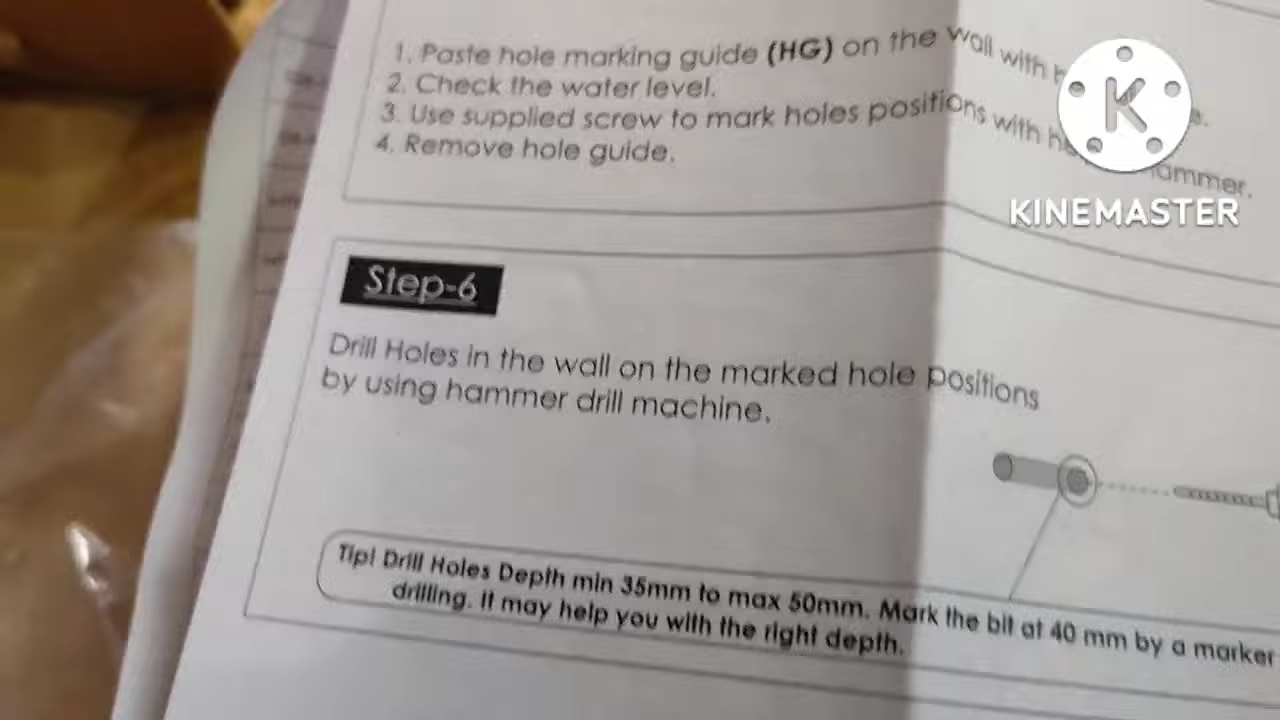 1. Paste hole marking guide (HG) on the wall with
2. Check the water level.
3. Use supplied screw to mark holes positions with
hammer.
4. Remove hole guide.
K
KINEMASTER
Step-6
Drill Holes in the wall on the marked hole positions
by using hammer drill machine.
Tip! Drill Holes Depth min 35mm to max 50mm. Mark the bit at 40 mm by a marker
drilling. It may help you with the right depth.